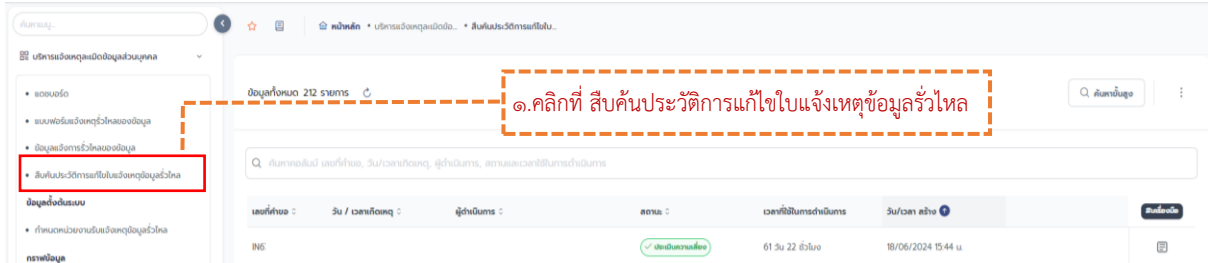 ค้นหาเมนู..
หน้าหลัก • บริหารแจ้งเหตุละเมิดข้อ... • สืบค้นประวัติการแก้ไขใบ...
บริหารแจ้งเหตุละเมิดข้อมูลส่วนบุคคล
• แดชบอร์ด
• แบบฟอร์มแจ้งเหตุรั่วไหลของข้อมูล
• ข้อมูลแจ้งการรั่วไหลของข้อมูล
• สืบค้นประวัติการแก้ไขใบแจ้งเหตุข้อมูลรั่วไหล
ข้อมูลตั้งต้นระบบ
• กำหนดหน่วยงานรับแจ้งเหตุข้อมูลรั่วไหล
กราฟข้อมูล
ข้อมูลทั้งหมด 212 รายการ
๑.คลิกที่ สืบค้นประวัติการแก้ไขใบแจ้งเหตุข้อมูลรั่วไหล
ค้นหาขั้นสูง
ค้นหาคอลัมน์ เลขที่คำขอ, วัน/เวลาเกิดเหตุ, ผู้ดำเนินการ, สถานะและเวลาใช้ในการดำเนินการ
เลขที่คำขอ วัน / เวลาเกิดเหตุ ผู้ดำเนินการ สถานะ เวลาที่ใช้ในการดำเนินการ วัน/เวลา สร้าง สิบเครื่องมือ
IN6 ประเมินความเสี่ยง 61 วัน 22 ชั่วโมง 18/06/2024 15:44 น.